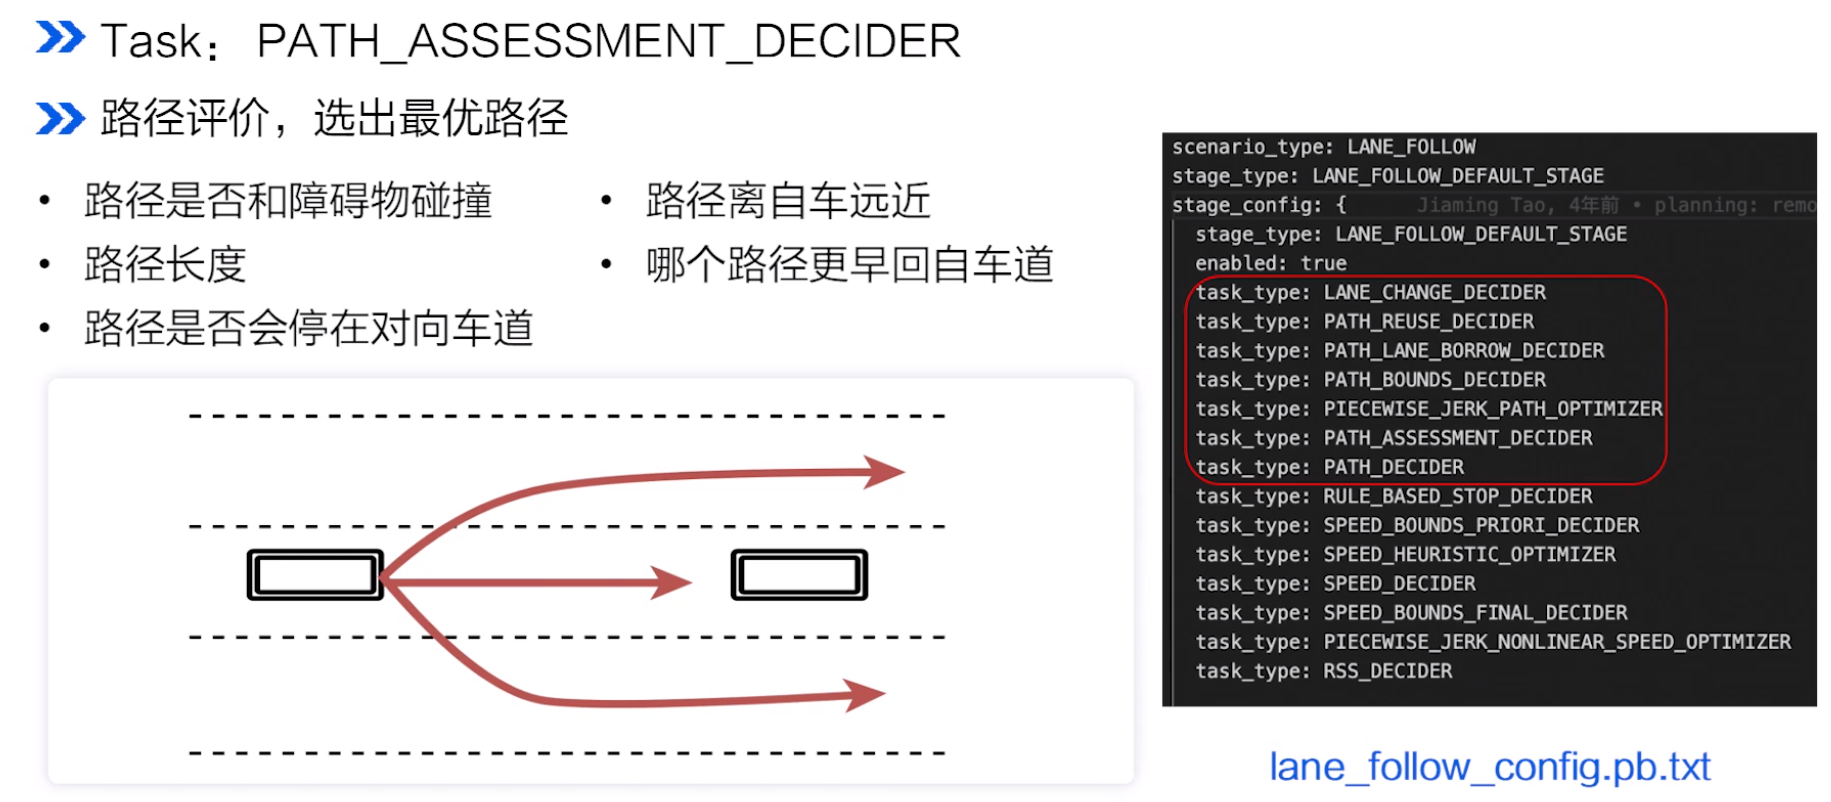 Task： PATH_ASSESSMENT_DECIDER
路径评价，选出最优路径
• 路径是否和障碍物碰撞
• 路径长度
• 路径是否会停在对向车道
• 路径离自车远近
• 哪个路径更早回自车道
scenario_type: LANE_FOLLOW
stage_type: LANE_FOLLOW_DEFAULT_STAGE
stage_config: { Jiaming Tao, 4年前 • planning: remo
stage_type: LANE_FOLLOW_DEFAULT_STAGE
enabled: true
task_type: LANE_CHANGE_DECIDER
task_type: PATH_REUSE_DECIDER
task_type: PATH_LANE_BORROW_DECIDER
task_type: PATH_BOUNDS_DECIDER
task_type: PIECEWISE_JERK_PATH_OPTIMIZER
task_type: PATH_ASSESSMENT_DECIDER
task_type: PATH_DECIDER
task_type: RULE_BASED_STOP_DECIDER
task_type: SPEED_BOUNDS_PRIORI_DECIDER
task_type: SPEED_HEURISTIC_OPTIMIZER
task_type: SPEED_DECIDER
task_type: SPEED_BOUNDS_FINAL_DECIDER
task_type: PIECEWISE_JERK_NONLINEAR_SPEED_OPTIMIZER
task_type: RSS_DECIDER
lane_follow_config.pb.txt